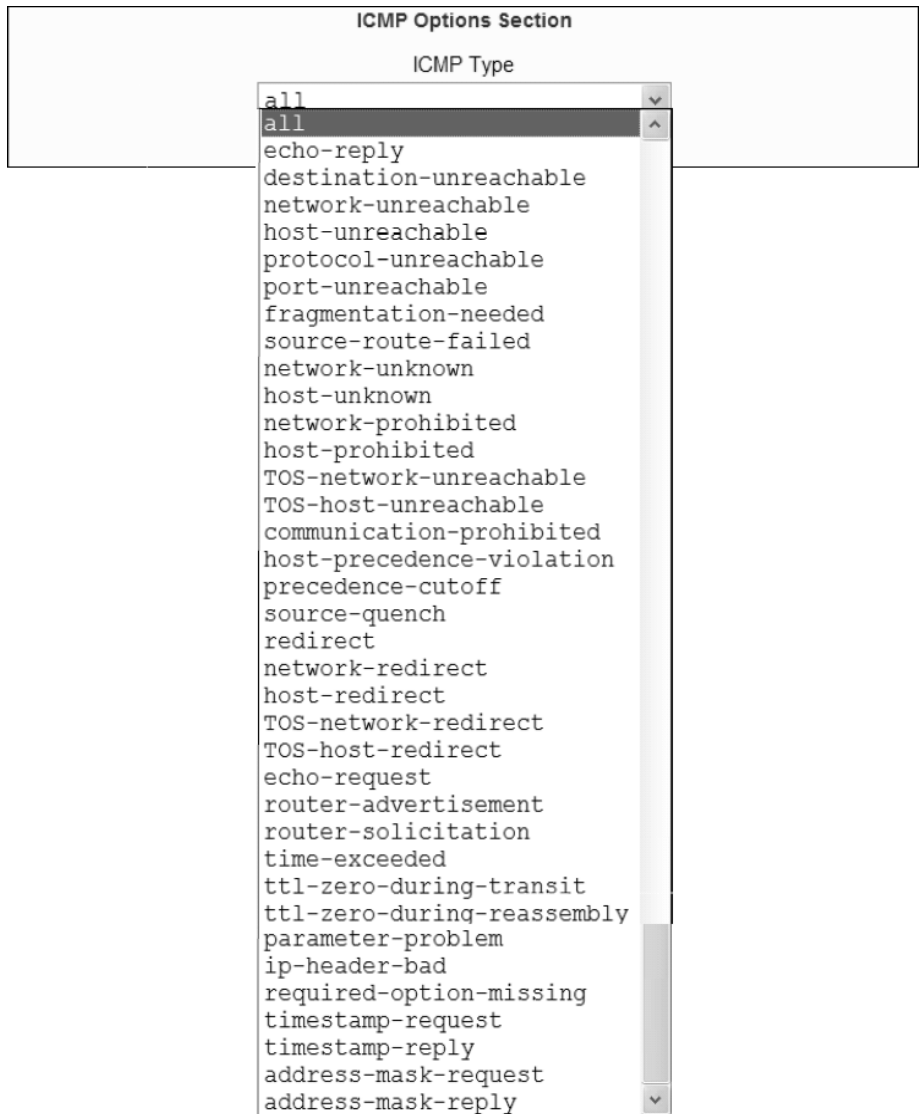 ICMP Options Section
ICMP Type
all
all
echo-reply
destination-unreachable
network-unreachable
host-unreachable
protocol-unreachable
port-unreachable
fragmentation-needed
source-route-failed
network-unknown
host-unknown
network-prohibited
host-prohibited
TOS-network-unreachable
TOS-host-unreachable
communication-prohibited
host-precedence-violation
precedence-cutoff
source-quench
redirect
network-redirect
host-redirect
TOS-network-redirect
TOS-host-redirect
echo-request
router-advertisement
router-solicitation
time-exceeded
ttl-zero-during-transit
ttl-zero-during-reassembly
parameter-problem
ip-header-bad
required-option-missing
timestamp-request
timestamp-reply
address-mask-request
address-mask-reply